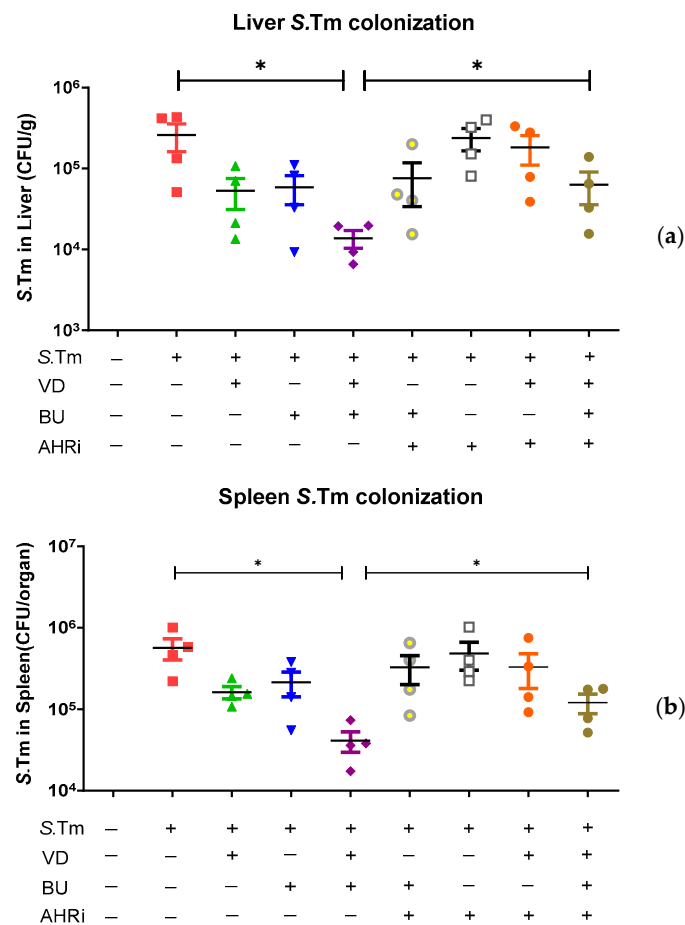 Liver S.Tm colonization
* *
10⁶
10⁵
10⁴
10³
S.Tm in Liver (CFU/g)
(a)
S.Tm – + + + + + + + +
VD – – + – + – – + +
BU – – – + + + – – +
AHRi – – – – – + + + +
Spleen S.Tm colonization
* *
10⁷
10⁶
10⁵
10⁴
S.Tm in Spleen(CFU/organ)
(b)
S.Tm – + + + + + + + +
VD – – + – + – – + +
BU – – – + + + – – +
AHRi – – – – – + + + +